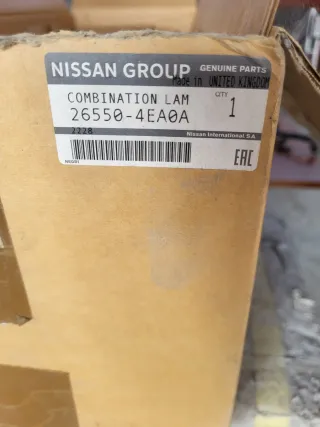 NISSAN GROUP GENUINE PARTS
Made in UNITED KINGDOM
COMBINATION LAM QTY
26550-4EA0A 1
2228 Nissan International S.A.
EAC